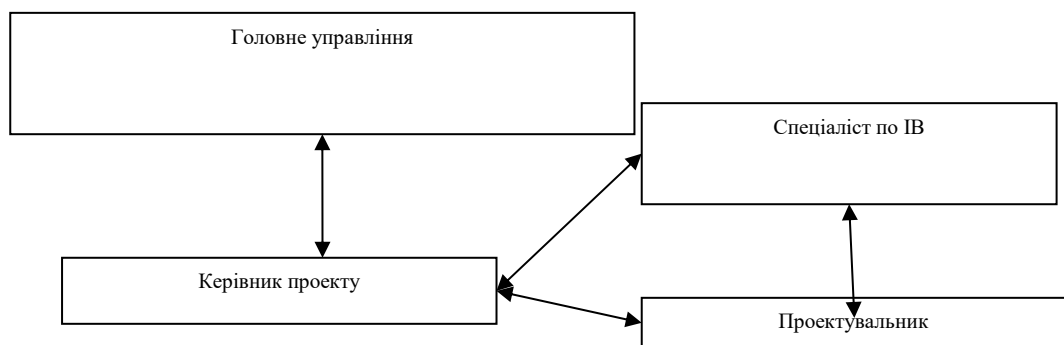 Головне управління
Спеціаліст по ІВ
Керівник проекту
Проектувальник